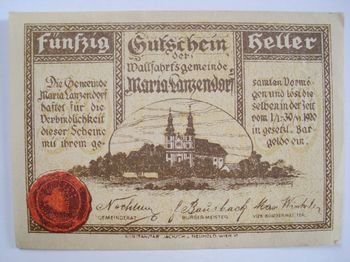 fünfzig Gutschein Heller
der
Wallfahrtsgemeinde
Maria Lanzendorf
Die Gemeinde
Maria Lanzendorf
haftet für die
Verbindlichkeit
dieser Scheine
mit ihrem ge-
samten Vermö-
gen und löst die-
selben in der Zeit
vom 1/1.-30/11 1920
in gesetzl. Bar-
gelde ein.
GEMEINDERAT. BÜRGERMEISTER VIZE BÜRGERMEISTER.